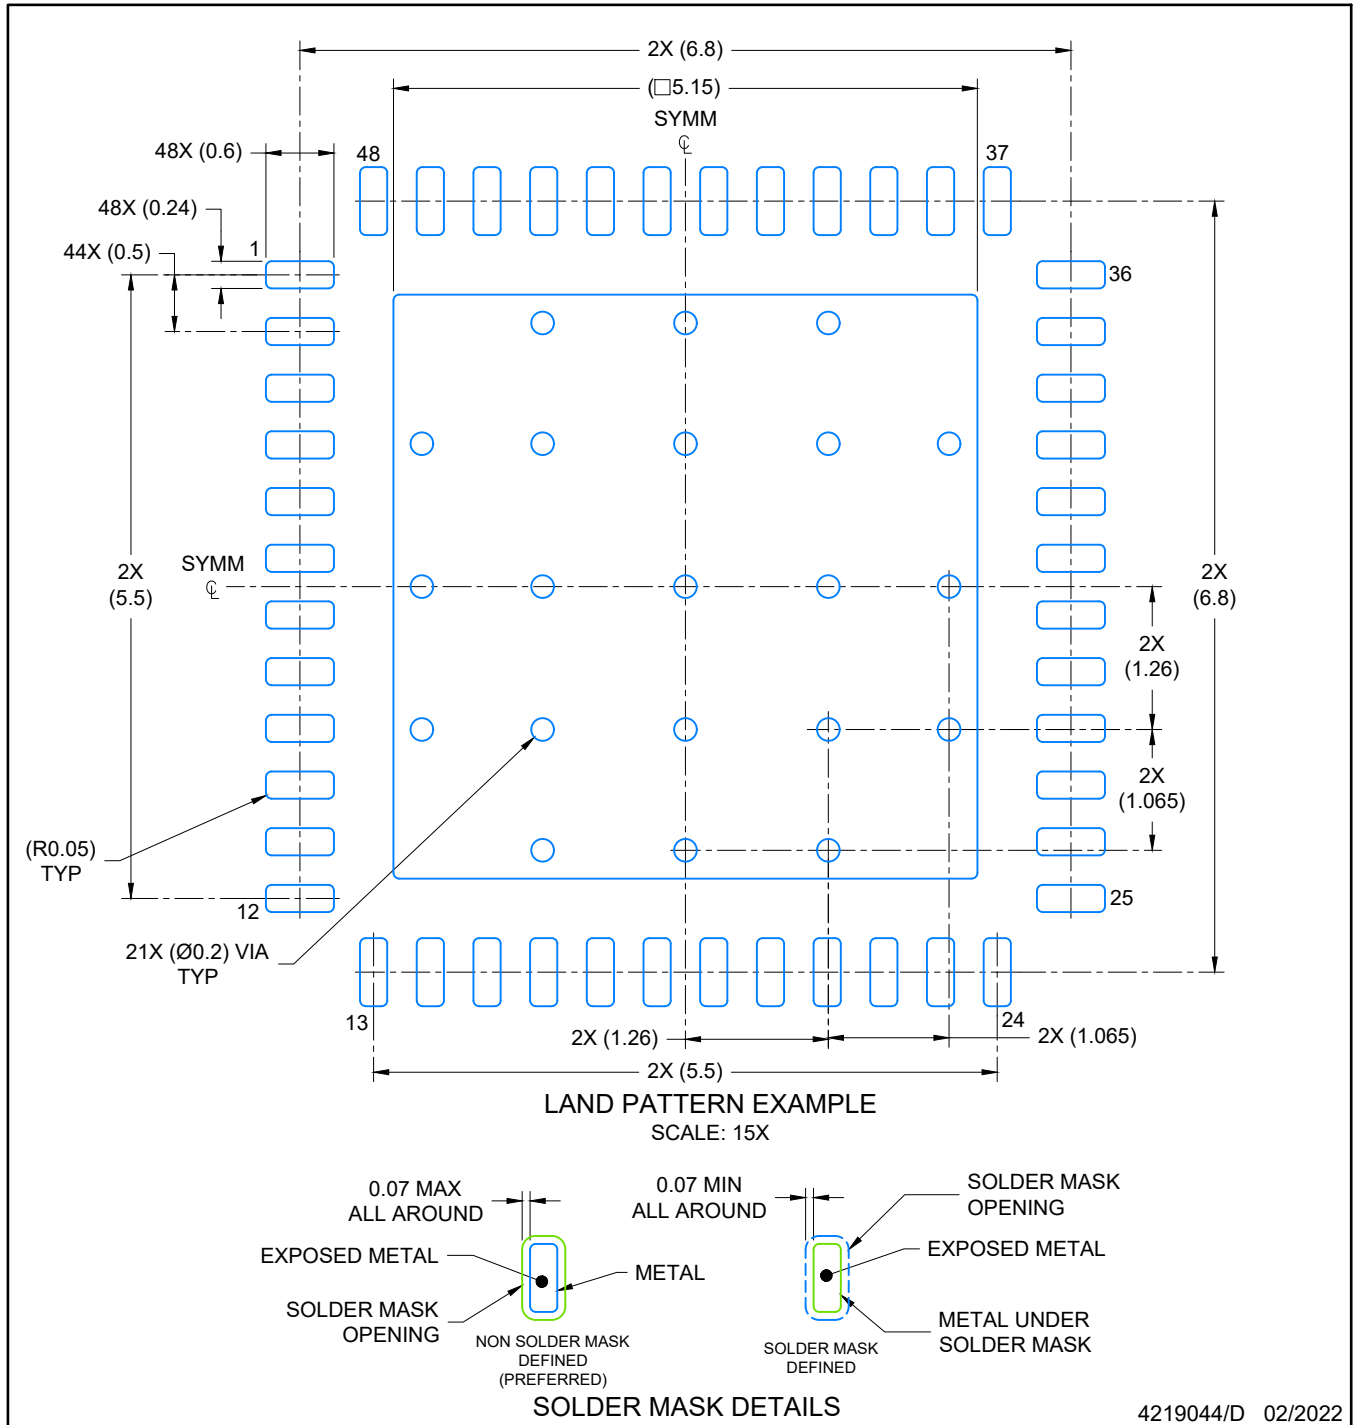 2X (6.8)
(□5.15)
SYMM
℄
48X (0.6)
48
37
48X (0.24)
44X (0.5)
1
36
SYMM
℄
2X
(5.5)
2X
(6.8)
2X
(1.26)
2X
(1.065)
(R0.05)
TYP
12
25
21X (Ø0.2) VIA
TYP
13
24
2X (1.26)
2X (1.065)
2X (5.5)
LAND PATTERN EXAMPLE
SCALE: 15X
0.07 MAX
ALL AROUND
EXPOSED METAL
METAL
SOLDER MASK
OPENING
NON SOLDER MASK
DEFINED
(PREFERRED)
0.07 MIN
ALL AROUND
SOLDER MASK
OPENING
EXPOSED METAL
METAL UNDER
SOLDER MASK
SOLDER MASK
DEFINED
SOLDER MASK DETAILS
4219044/D 02/2022